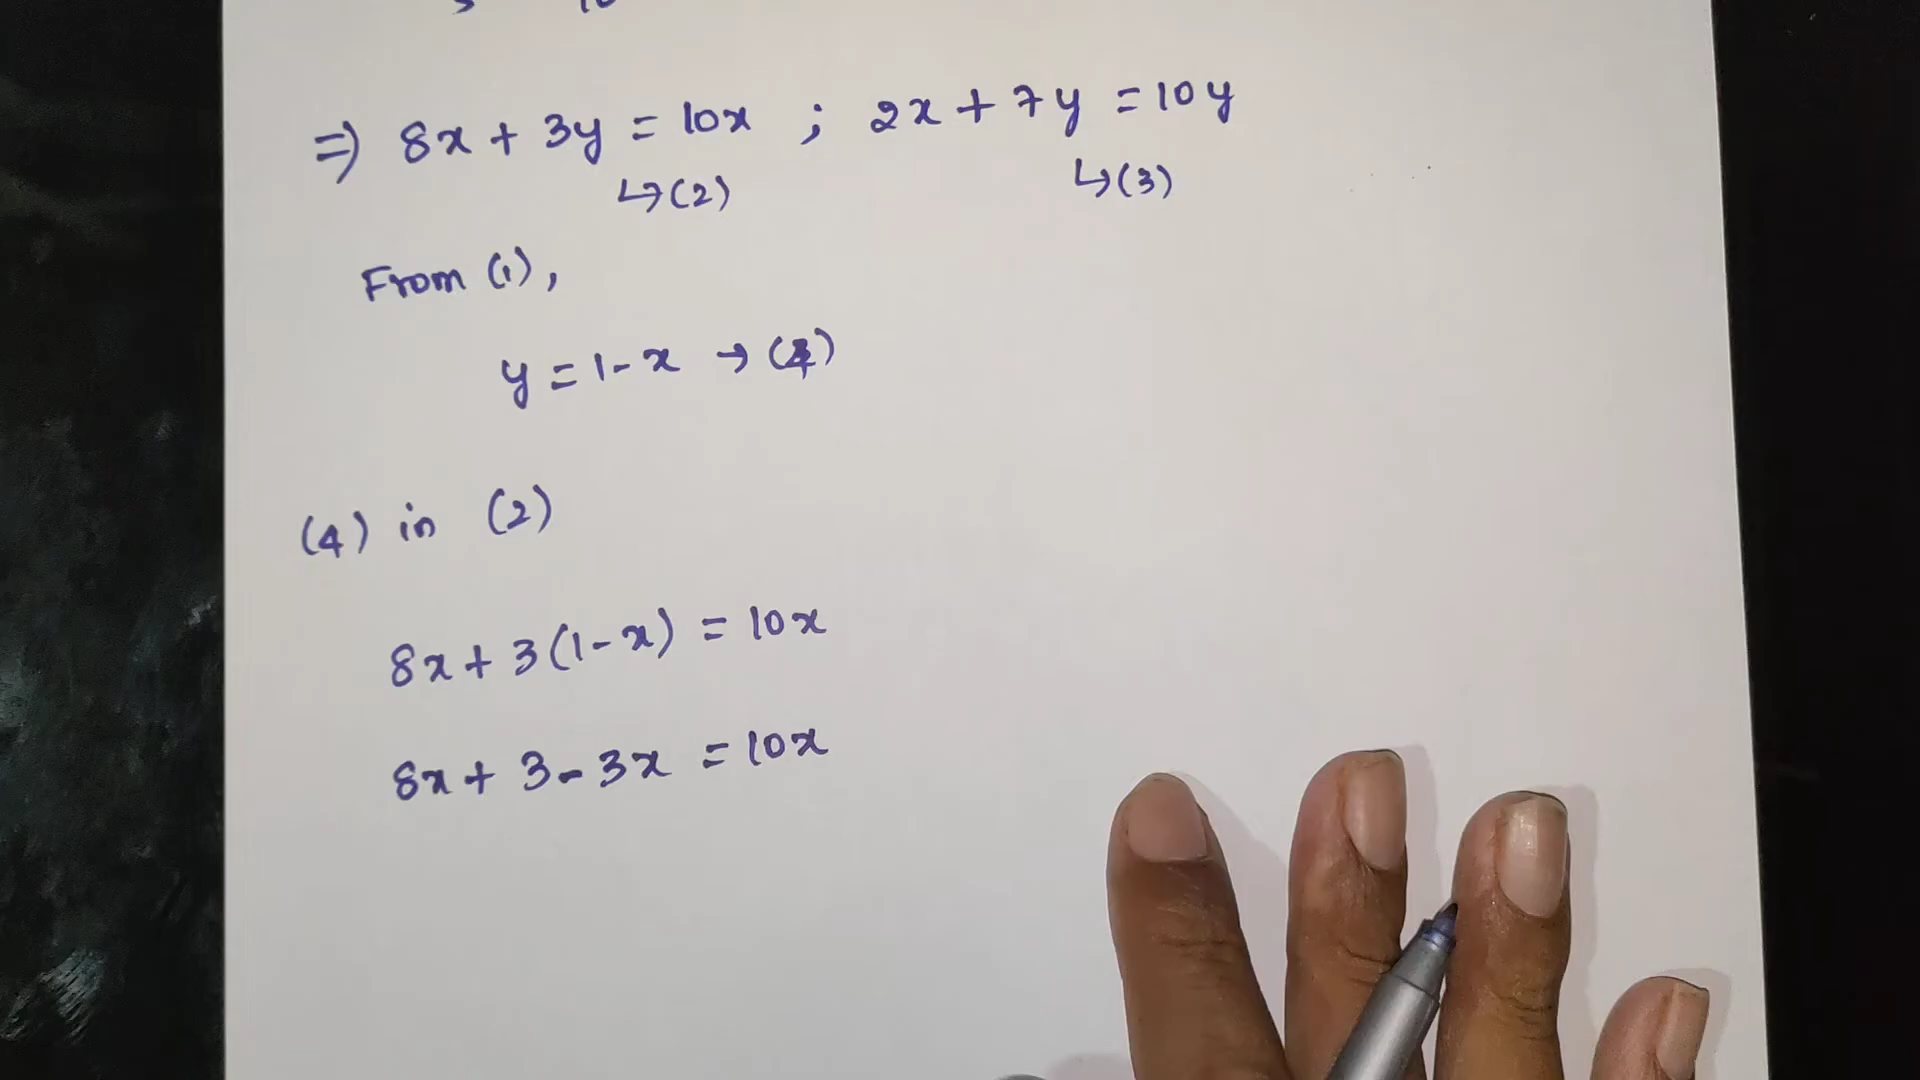 ⇒ 8x + 3y = 10x ; 2x + 7y = 10y
↳(2) ↳(3)
From (1),
y = 1 - x → (4)
(4) in (2)
8x + 3(1 - x) = 10x
8x + 3 - 3x = 10x